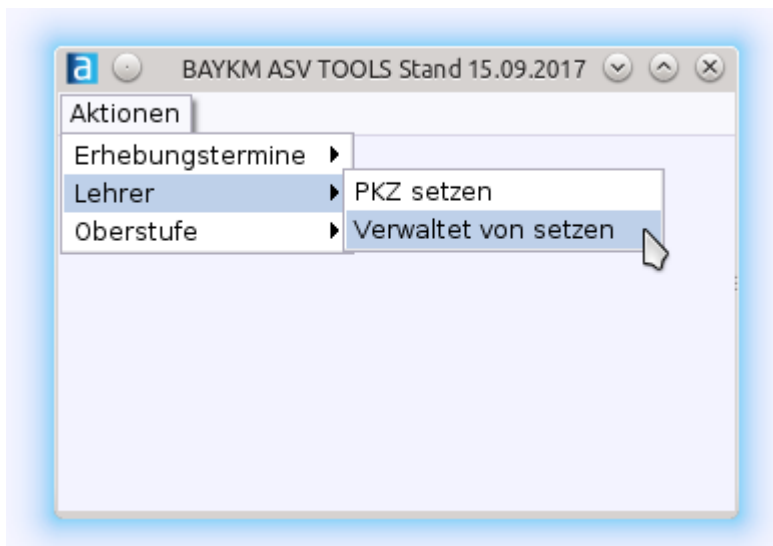 BAYKM ASV TOOLS Stand 15.09.2017
Aktionen
Erhebungstermine
Lehrer
PKZ setzen
Oberstufe
Verwaltet von setzen